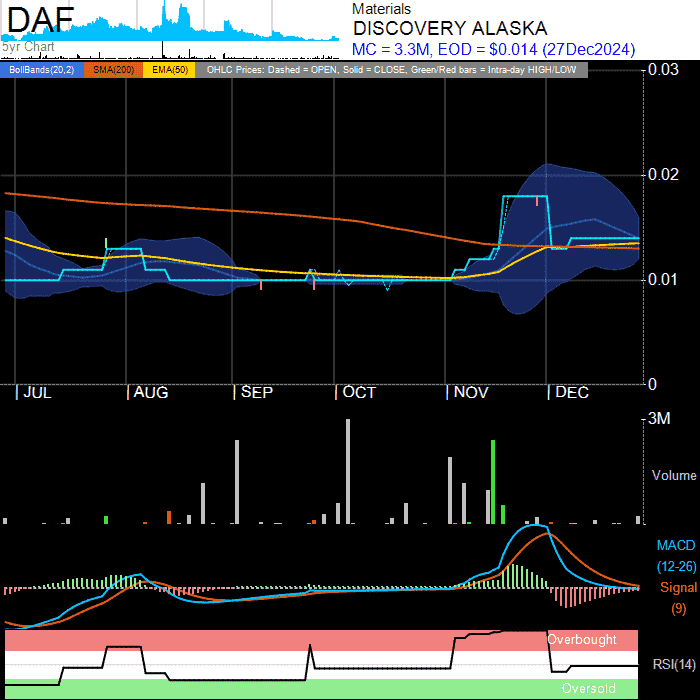 DAF
5yr Chart
Materials
DISCOVERY ALASKA
MC = 3.3M, EOD = $0.014 (27Dec2024)
BollBands(20,2) SMA(200) EMA(50) OHLC Prices: Dashed = OPEN, Solid = CLOSE, Green/Red bars = Intra-day HIGH/LOW
0.03
0.02
0.01
0
JUL AUG SEP OCT NOV DEC
3M
Volume
MACD
(12-26)
Signal
(9)
Overbought
RSI(14)
Oversold